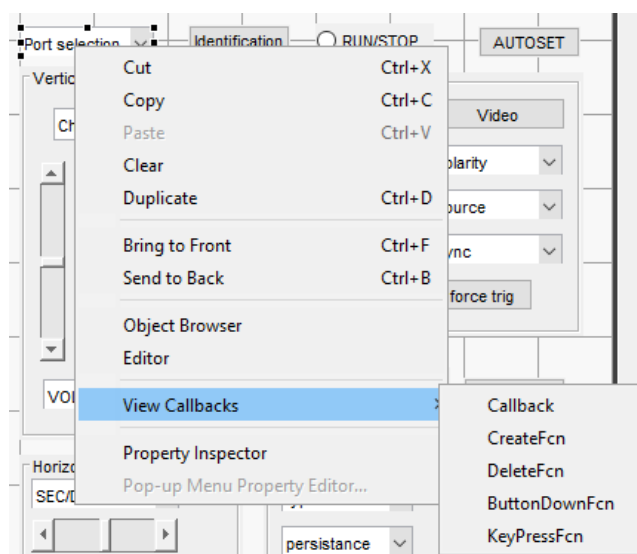 Port selection
Identification
RUN/STOP
AUTOSET
Cut Ctrl+X
Copy Ctrl+C
Paste Ctrl+V
Clear
Duplicate Ctrl+D
Bring to Front Ctrl+F
Send to Back Ctrl+B
Object Browser
Editor
View Callbacks
Property Inspector
Pop-up Menu Property Editor...
Video
force trig
Callback
CreateFcn
DeleteFcn
ButtonDownFcn
KeyPressFcn
SEC/D
persistance